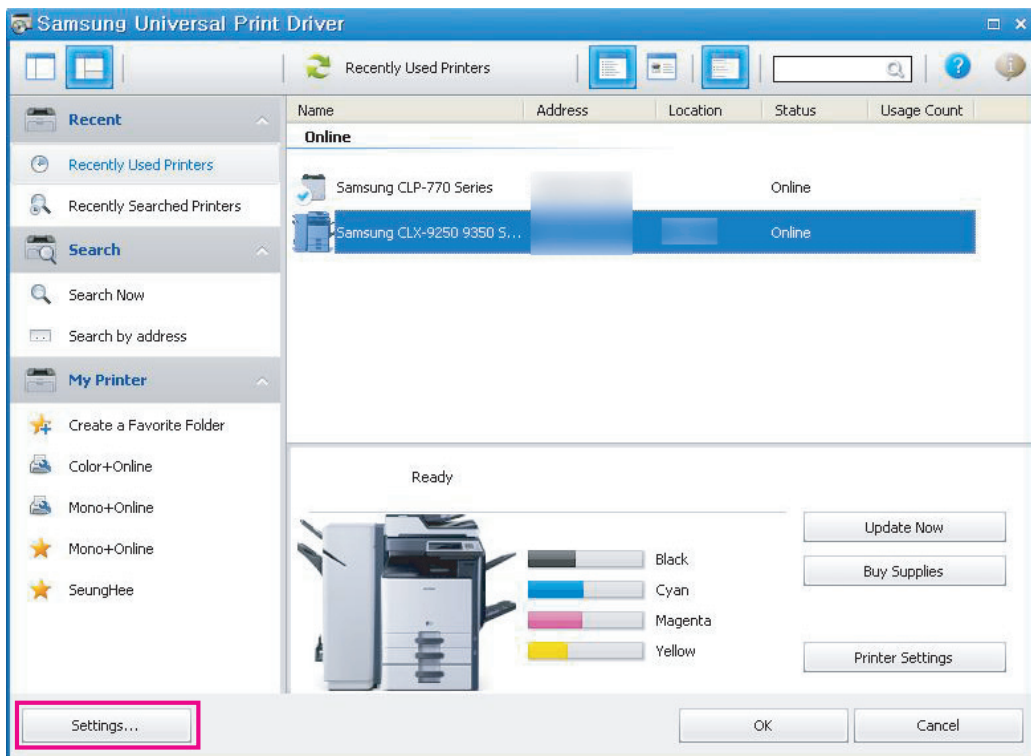 Samsung Universal Print Driver
Recently Used Printers
Recent
Recently Used Printers
Recently Searched Printers
Search
Search Now
Search by address
My Printer
Create a Favorite Folder
Color+Online
Mono+Online
Mono+Online
SeungHee
Name Address Location Status Usage Count
Online
Samsung CLP-770 Series Online
Samsung CLX-9250 9350 S... Online
Ready
Black
Cyan
Magenta
Yellow
Update Now
Buy Supplies
Printer Settings
Settings... OK Cancel